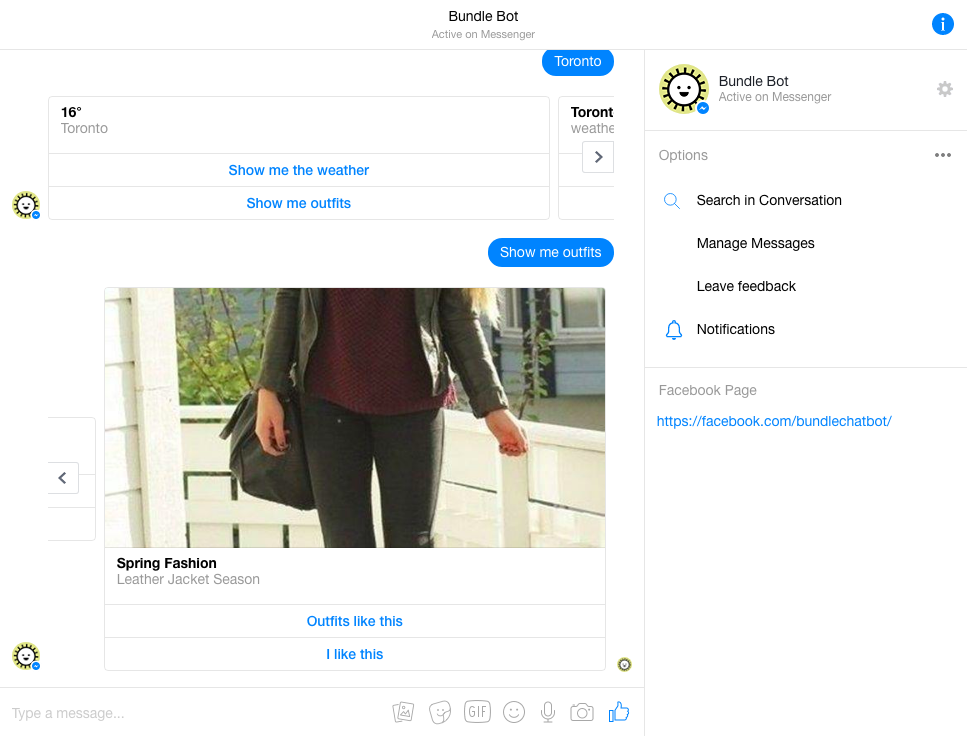 Bundle Bot
Active on Messenger
Toronto
16°
Toronto
Show me the weather
Show me outfits
Toront
weathe
Show me outfits
Spring Fashion
Leather Jacket Season
Outfits like this
I like this
Type a message...
GIF
Bundle Bot
Active on Messenger
Options
Search in Conversation
Manage Messages
Leave feedback
Notifications
Facebook Page
https://facebook.com/bundlechatbot/